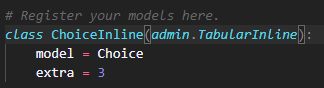 # Register your models here.
class ChoiceInline(admin.TabularInline):
    model = Choice
    extra = 3